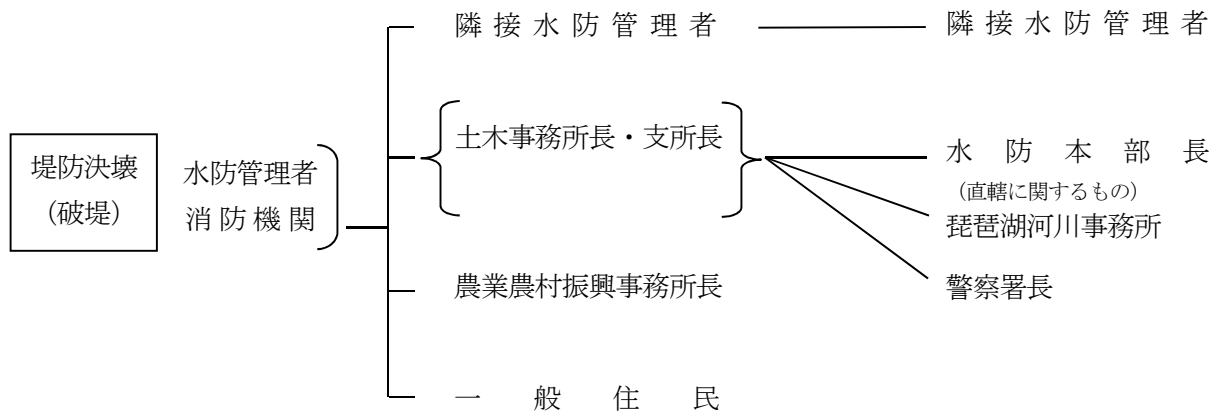 隣接水防管理者
隣接水防管理者
土木事務所長・支所長
堤防決壊
(破堤)
水防管理者
消防機関
水防本部長
(直轄に関するもの)
琵琶湖河川事務所
農業農村振興事務所長
警察署長
一般住民